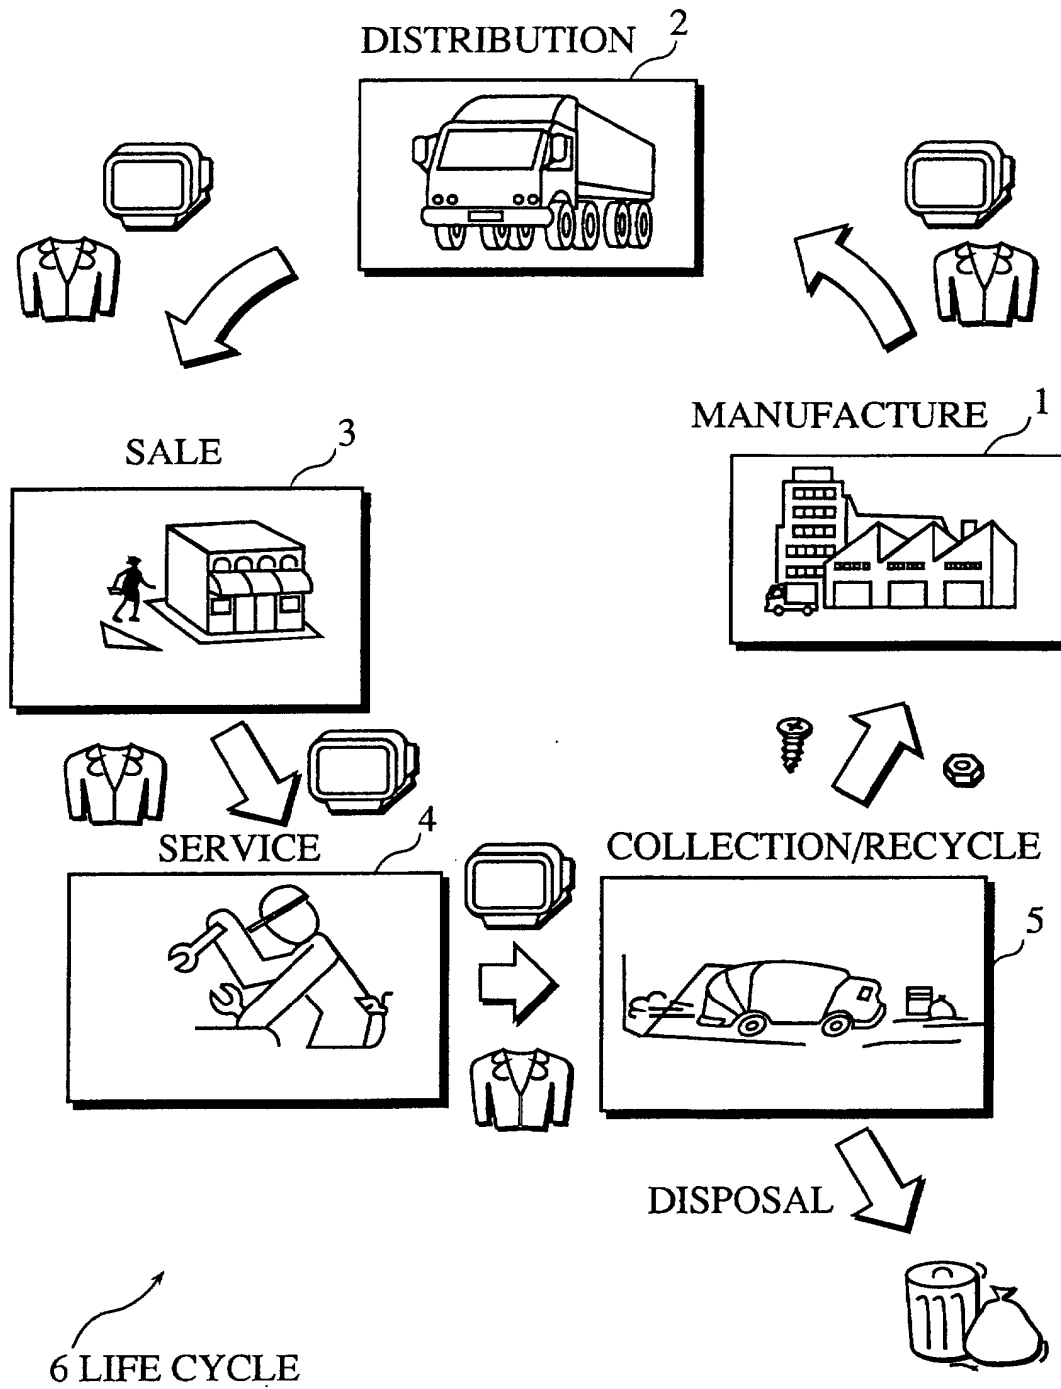 DISTRIBUTION 2
MANUFACTURE 1
SALE 3
SERVICE 4
COLLECTION/RECYCLE
5
DISPOSAL
6 LIFE CYCLE